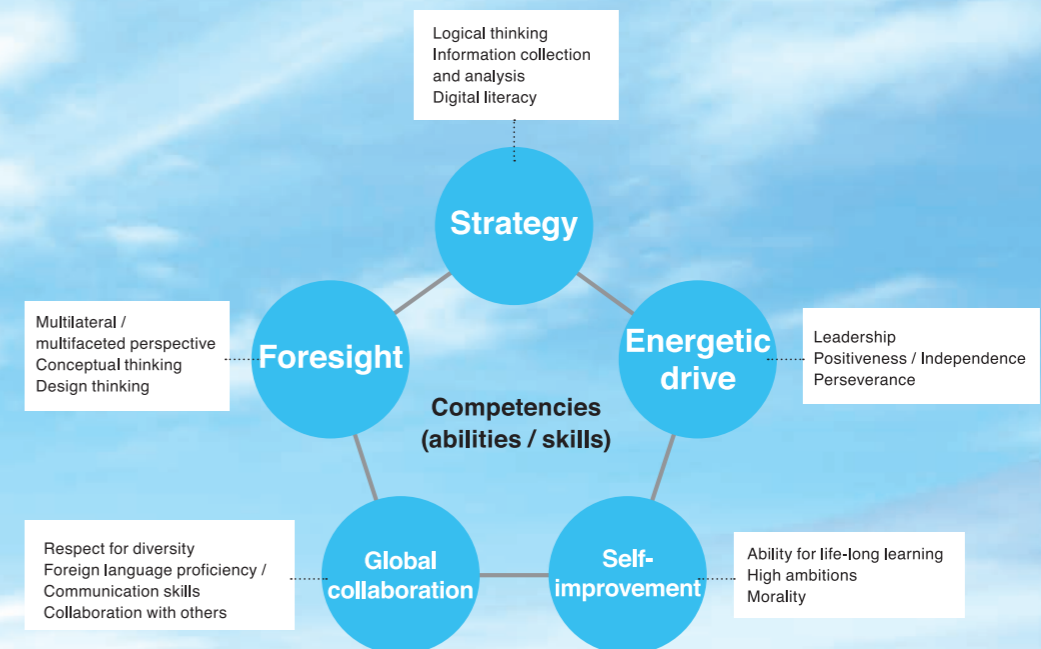 Logical thinking
Information collection
and analysis
Digital literacy
Strategy
Multilateral /
multifaceted perspective
Conceptual thinking
Design thinking
Foresight
Energetic
drive
Leadership
Positiveness / Independence
Perseverance
Competencies
(abilities / skills)
Respect for diversity
Foreign language proficiency /
Communication skills
Collaboration with others
Global
collaboration
Self-
improvement
Ability for life-long learning
High ambitions
Morality